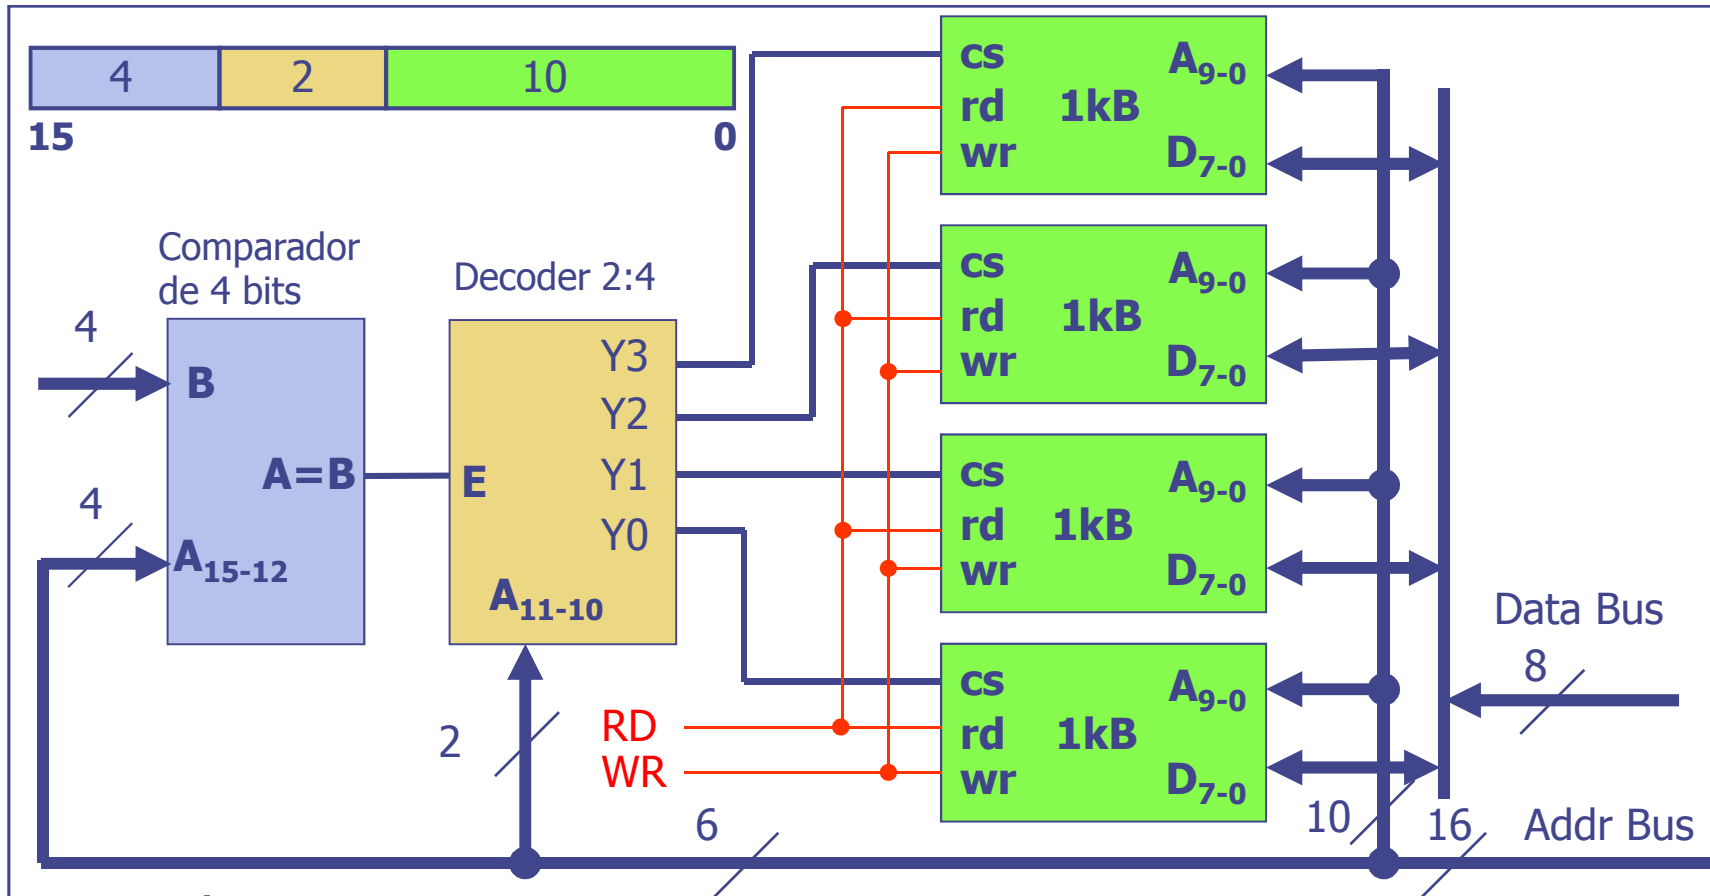 4 2 10
15 0
Comparador
de 4 bits
4
B
A=B
4
A15-12
Decoder 2:4
Y3
Y2
Y1
Y0
E
A11-10
2
RD
WR
6
cs A9-0
rd 1kB
wr D7-0
cs A9-0
rd 1kB
wr D7-0
cs A9-0
rd 1kB
wr D7-0
cs A9-0
rd 1kB
wr D7-0
Data Bus
8
10
16 Addr Bus